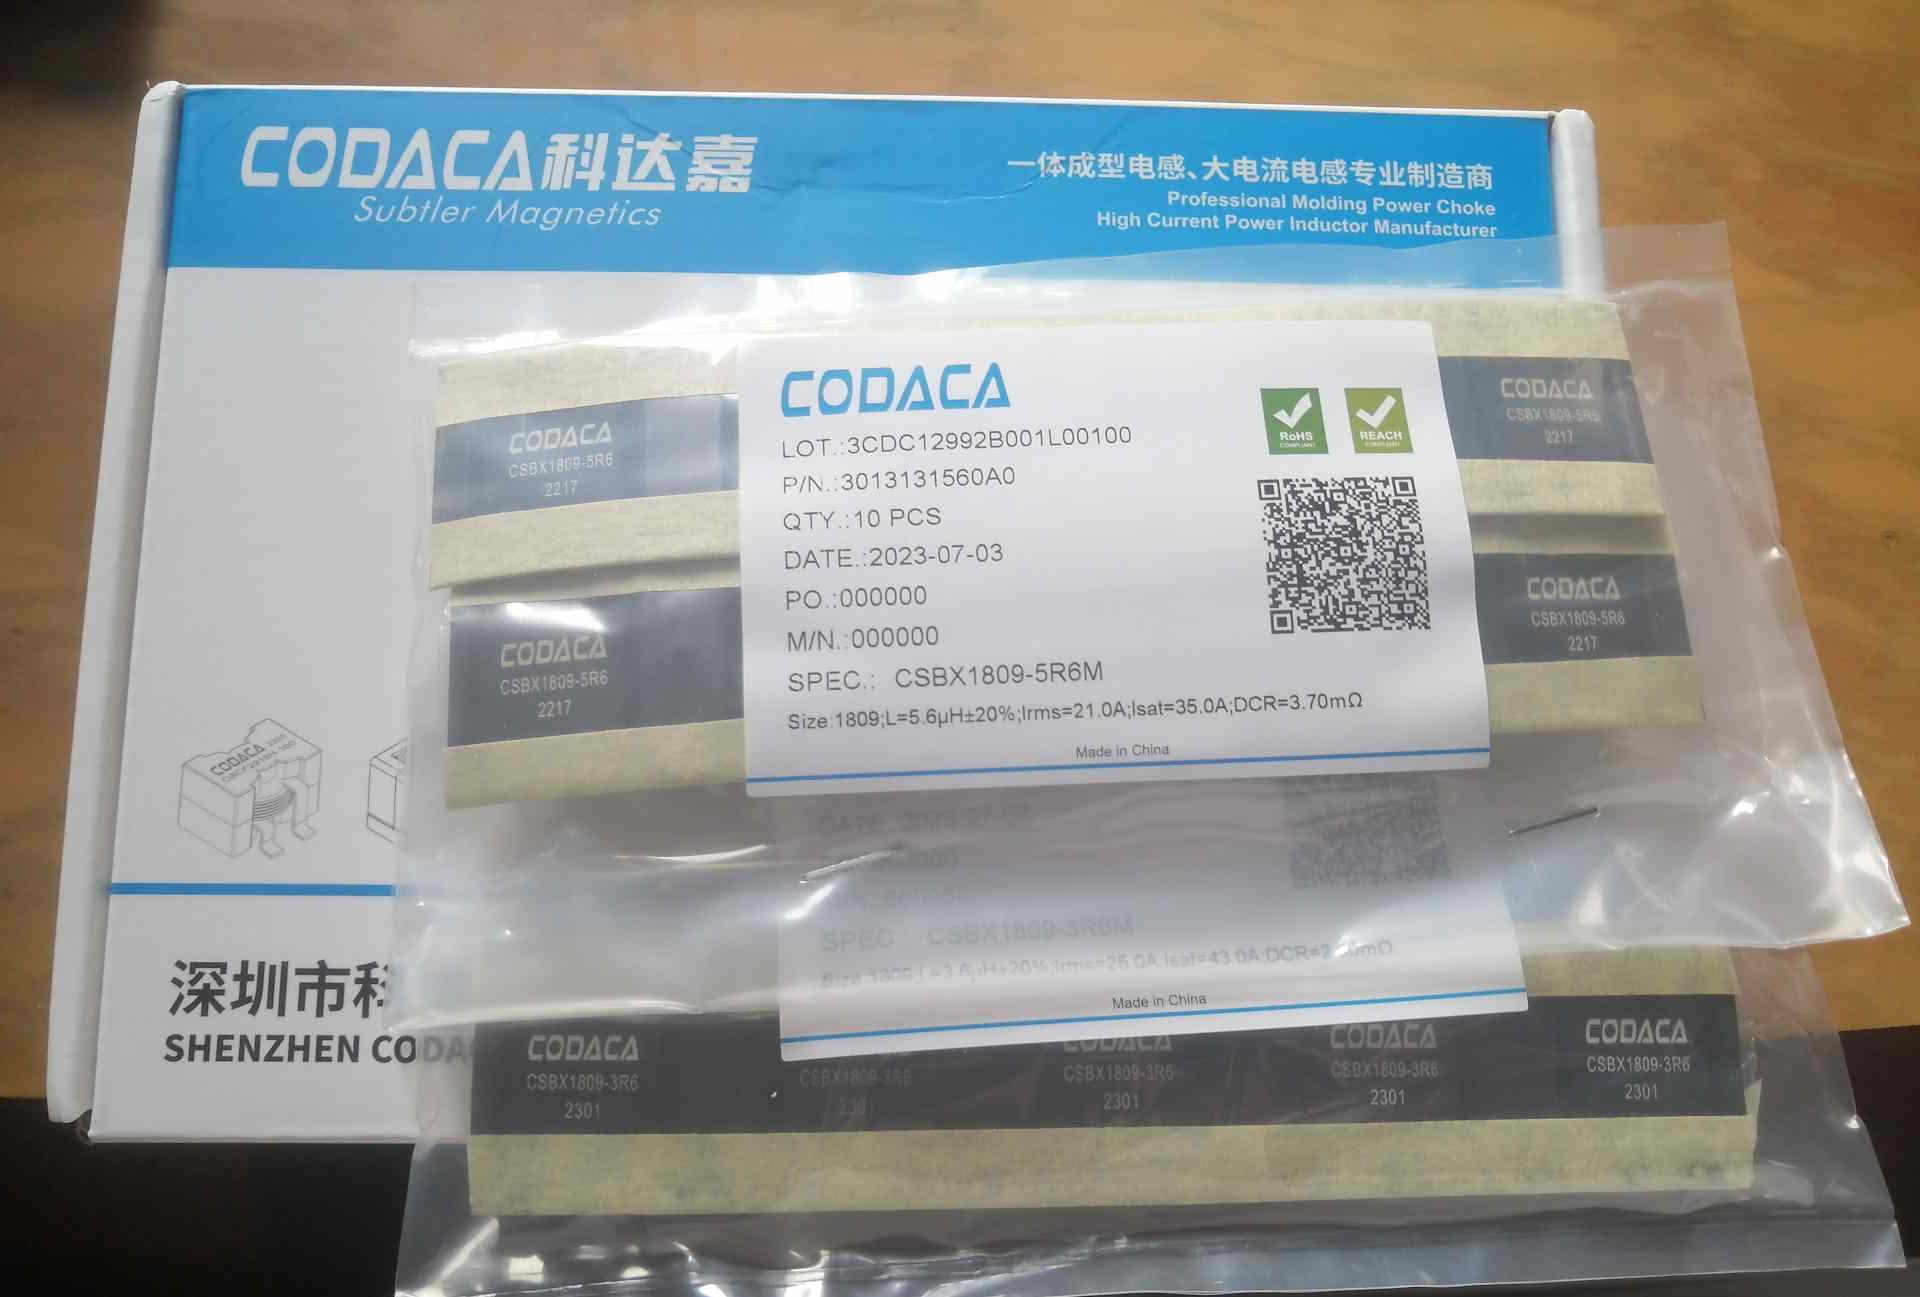 CODACA科达嘉
Subtler Magnetics
一体成型电感、大电流电感专业制造商
Professional Molding Power Choke
High Current Power Inductor Manufacturer
CODACA
CSBX1809-5R6
2217
CODACA
CSBX1809-5R6
2217
CODACA
LOT.:3CDC12992B001L00100
P/N.:3013131560A0
QTY.:10 PCS
DATE.:2023-07-03
PO.:000000
M/N.:000000
SPEC.: CSBX1809-5R6M
Size:1809;L=5.6μH±20%;Irms=21.0A;Isat=35.0A;DCR=3.70mΩ
Made in China
RoHS
COMPLIANT
REACH
COMPLIANT
CODACA
CSBX1809-5R6
2217
CODACA
CSBX1809-5R6
2217
CODACA
SPEC CSBX1809-3R6M
Size:1809;L=3.6μH±20%;Irms=25.0A Isat=43.0A;
Made in China
深圳市科
SHENZHEN CODA
CODACA
CSBX1809-3R6
2301
CSBX1809-3R6
2301
CODACA
CSBX1809-3R6
2301
CODACA
CSBX1809-3R6
2301
CODACA
CSBX1809-3R6
2301